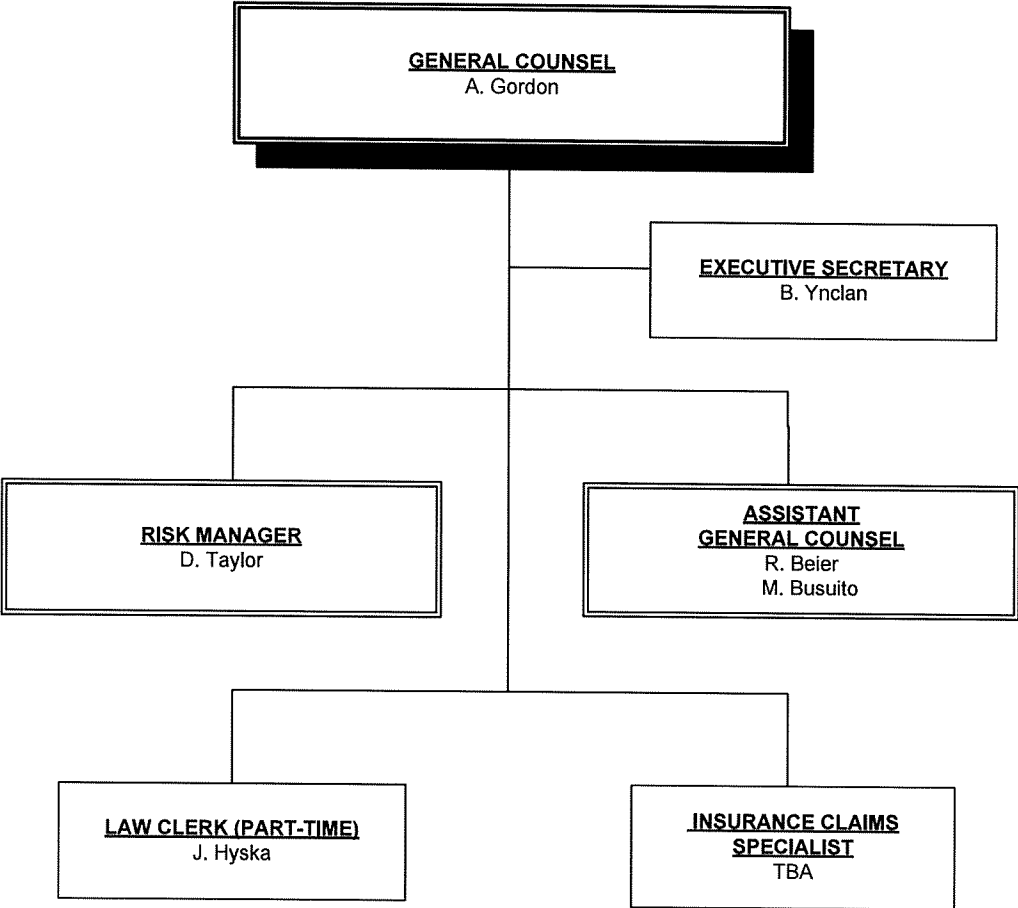 GENERAL COUNSEL
A. Gordon
EXECUTIVE SECRETARY
B. Ynclan
RISK MANAGER
D. Taylor
ASSISTANT
GENERAL COUNSEL
R. Beier
M. Busuito
LAW CLERK (PART-TIME)
J. Hyska
INSURANCE CLAIMS
SPECIALIST
TBA